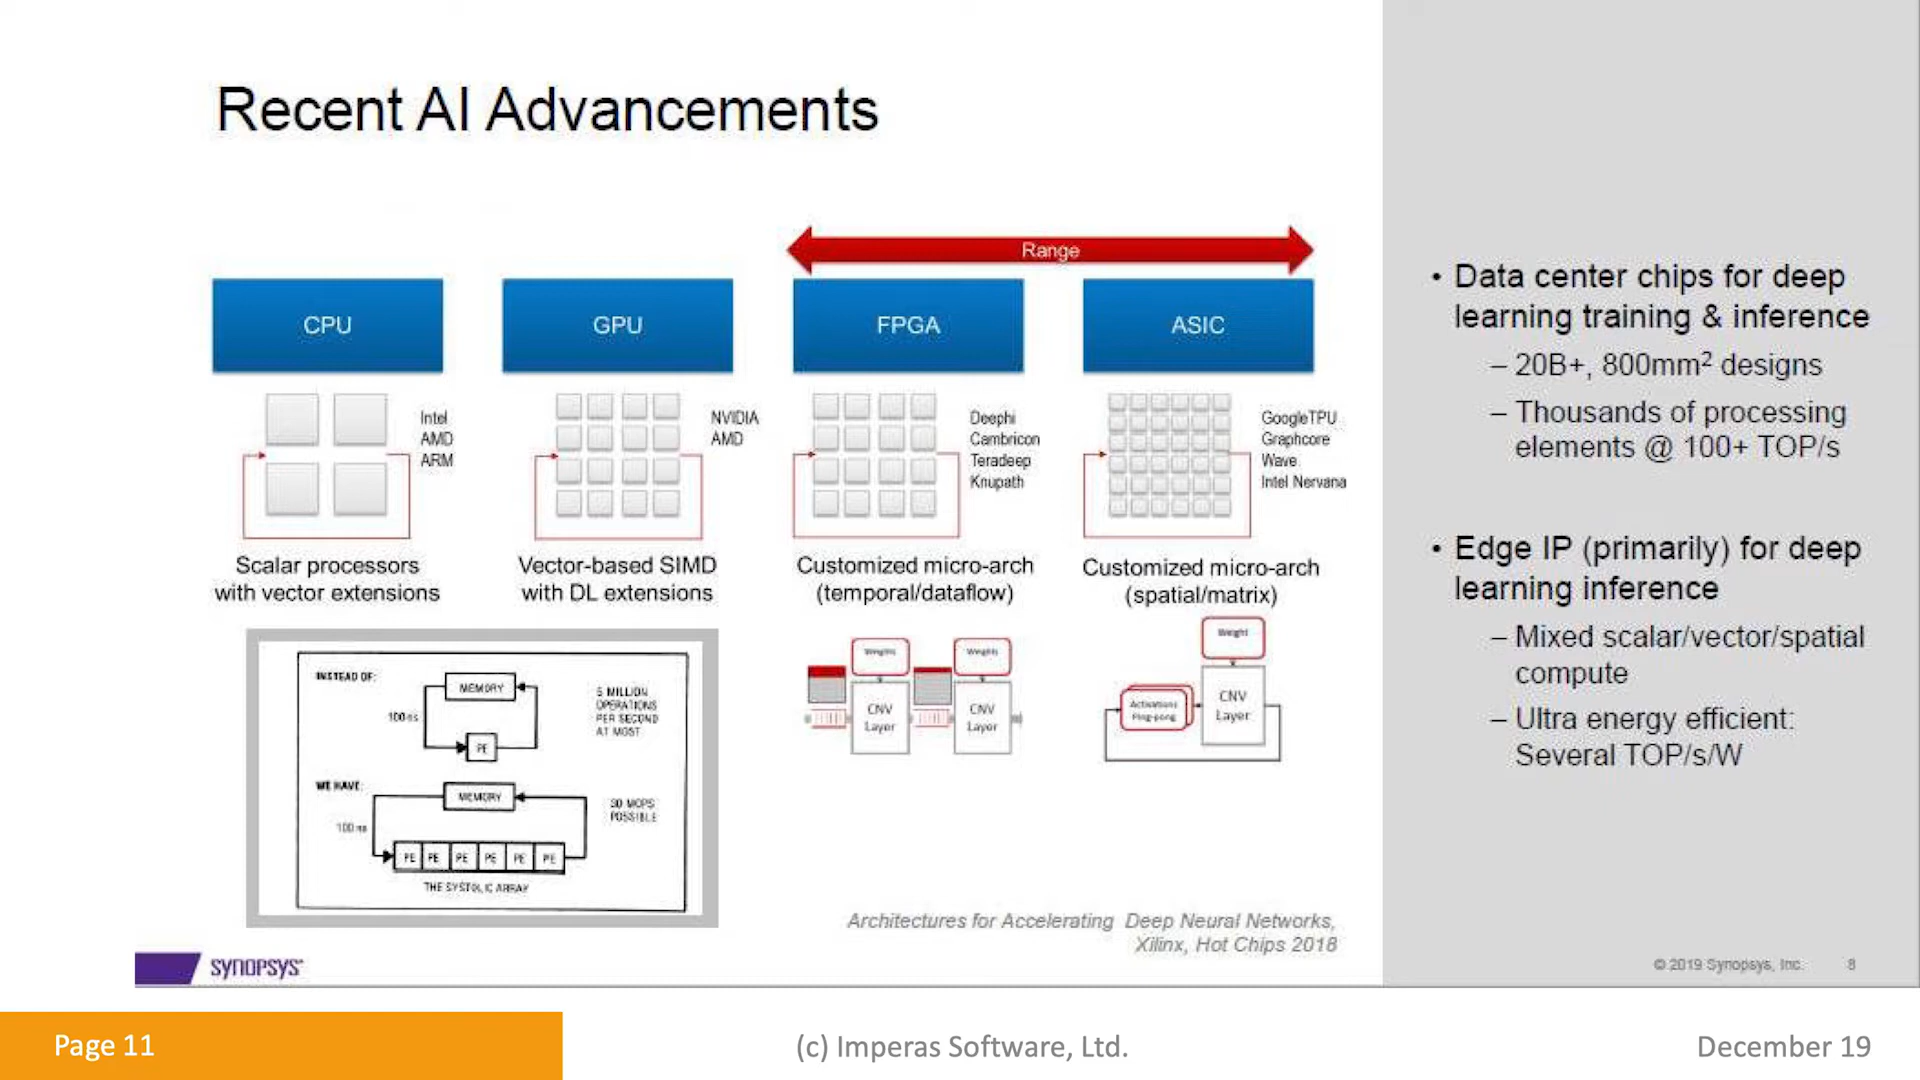 Recent AI Advancements
Range
CPU
GPU
FPGA
ASIC
Intel
AMD
ARM
NVIDIA
AMD
Deephi
Cambricon
Teradeep
Knupath
GoogleTPU
Graphcore
Wave
Intel Nervana
Scalar processors
with vector extensions
Vector-based SIMD
with DL extensions
Customized micro-arch
(temporal/dataflow)
Customized micro-arch
(spatial/matrix)
INSTEAD OF:
MEMORY
100 ns
PE
5 MILLION
OPERATIONS
PER SECOND
AT MOST
WE HAVE:
MEMORY
100 ns
30 MOPS
POSSIBLE
PE PE PE PE PE PE
THE SYSTOLIC ARRAY
Weights
Weights
CNV
Layer
CNV
Layer
Weight
Activations
Ping-pong
CNV
Layer
Architectures for Accelerating Deep Neural Networks,
Xilinx, Hot Chips 2018
• Data center chips for deep
learning training & inference
– 20B+, 800mm² designs
– Thousands of processing
elements @ 100+ TOP/s
• Edge IP (primarily) for deep
learning inference
– Mixed scalar/vector/spatial
compute
– Ultra energy efficient:
Several TOP/s/W
SYNOPSYS®
© 2019 Synopsys, Inc. 8
Page 11
(c) Imperas Software, Ltd.
December 19